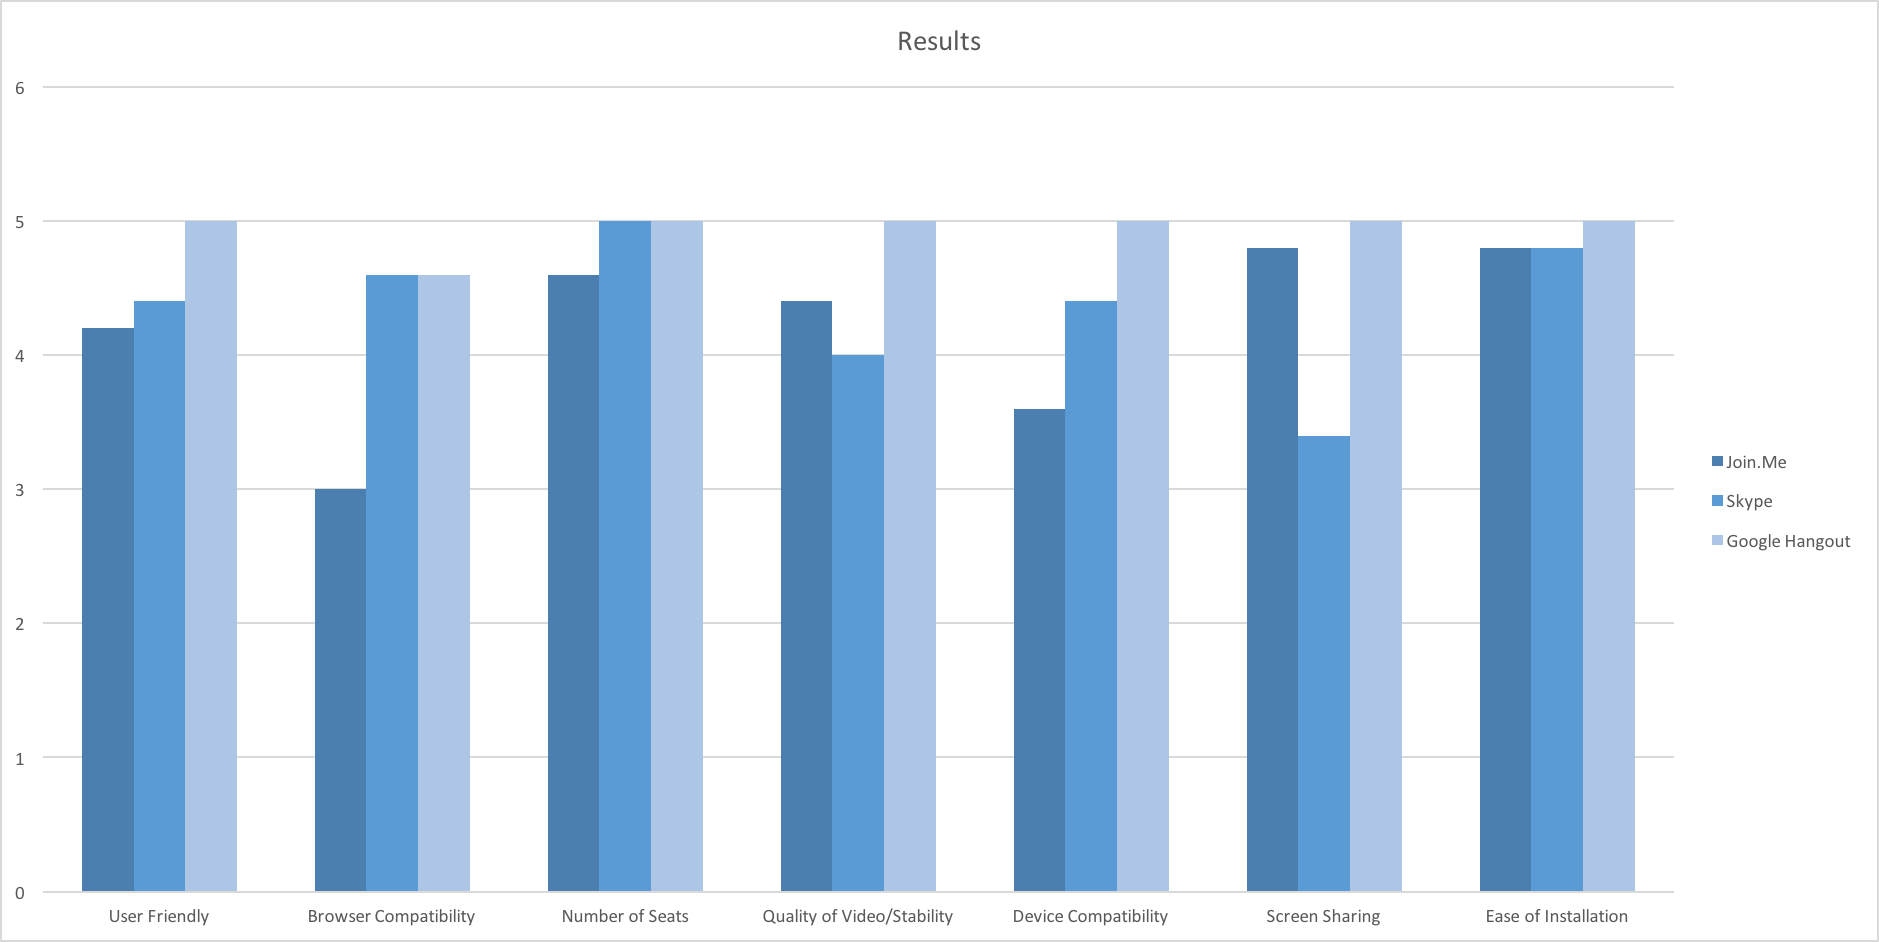 Results
6
5
4
3
2
1
0
User Friendly
Browser Compatibility
Number of Seats
Quality of Video/Stability
Device Compatibility
Screen Sharing
Ease of Installation
Join.Me
Skype
Google Hangout